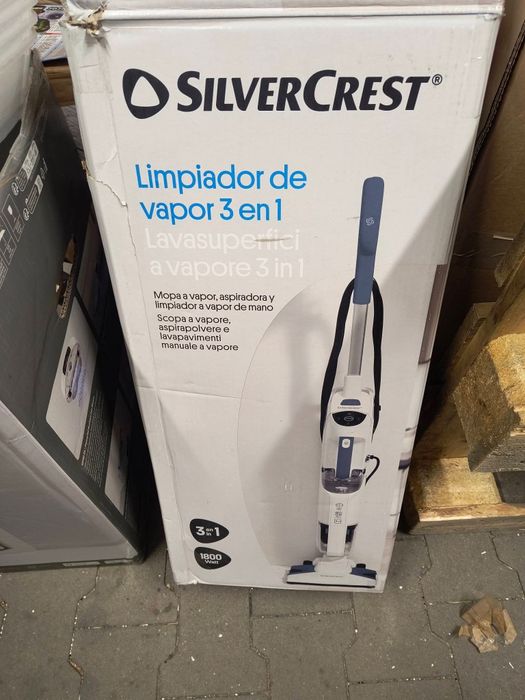 SILVERCREST®
Limpiador de
vapor 3 en 1
Lavasuperfici
a vapore 3 in 1
Mopa a vapor, aspiradora y
limpiador a vapor de mano
Scopa a vapore,
aspirapolvere e
lavapavimenti
manuale a vapore
3 en in 1
1800
Watt